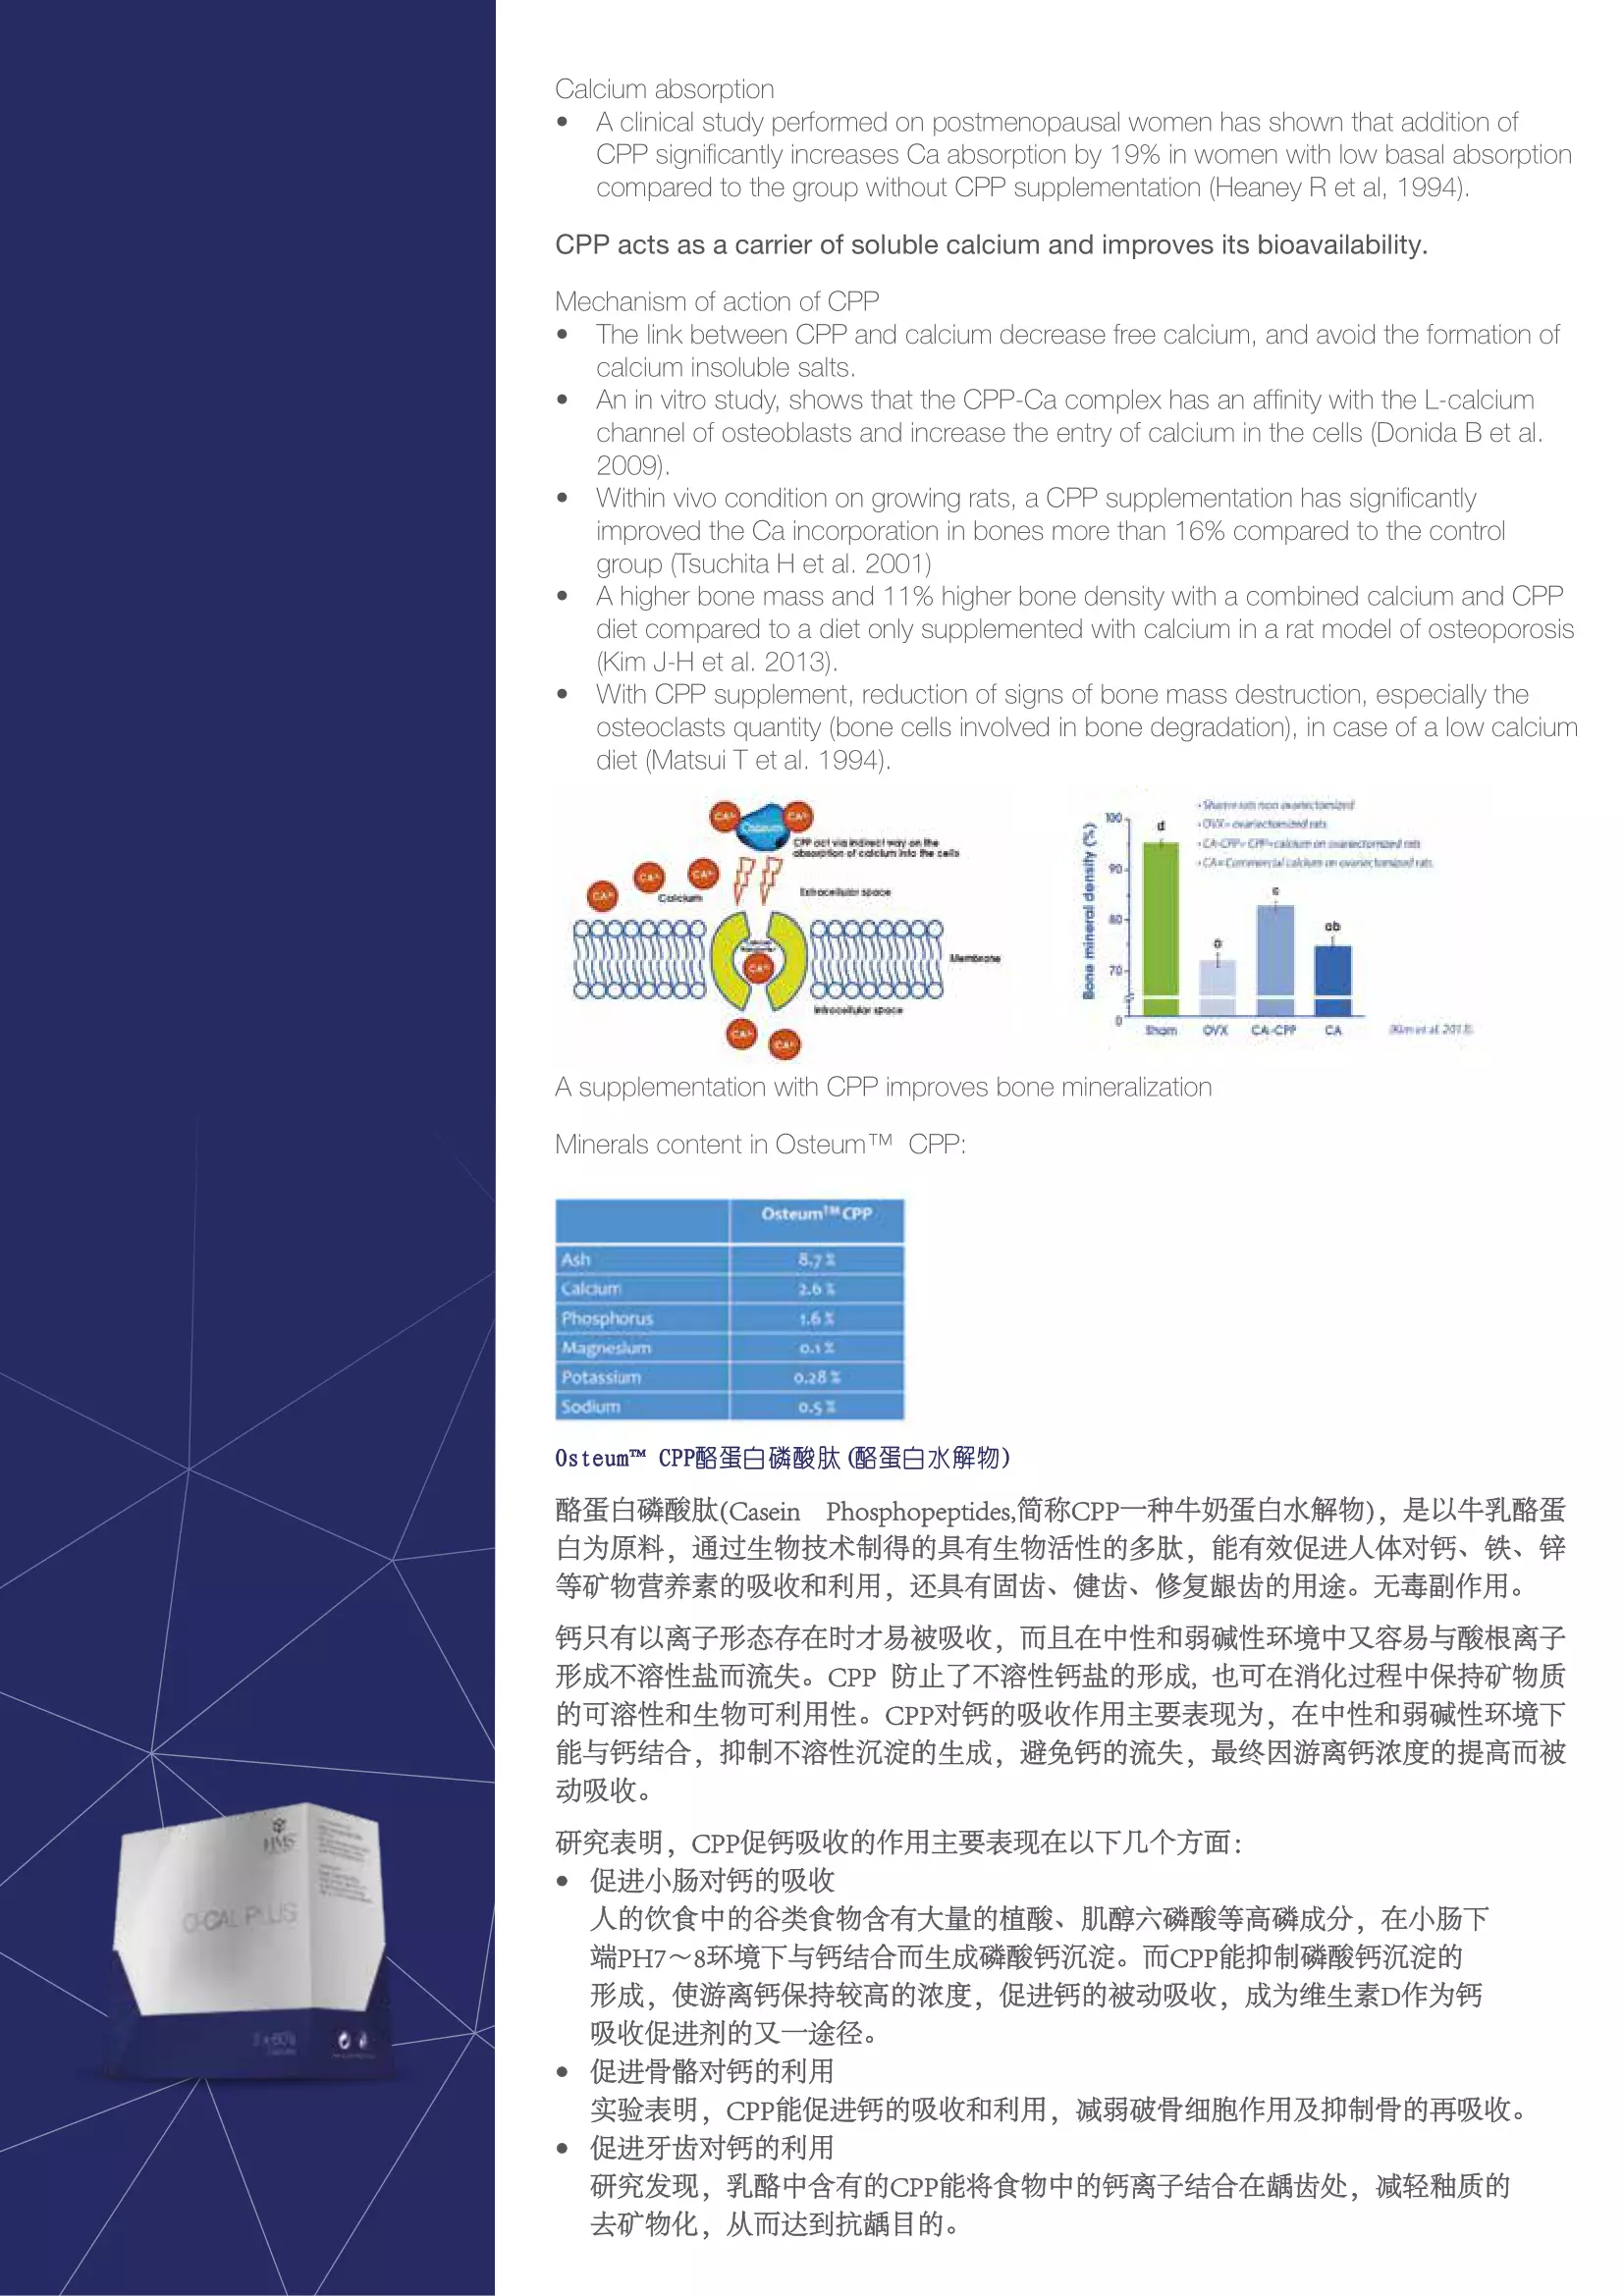 Calcium absorption
• A clinical study performed on postmenopausal women has shown that addition of
CPP significantly increases Ca absorption by 19% in women with low basal absorption
compared to the group without CPP supplementation (Heaney R et al, 1994).
CPP acts as a carrier of soluble calcium and improves its bioavailability.
Mechanism of action of CPP
• The link between CPP and calcium decrease free calcium, and avoid the formation of
calcium insoluble salts.
• An in vitro study, shows that the CPP-Ca complex has an affinity with the L-calcium
channel of osteoblasts and increase the entry of calcium in the cells (Donida B et al.
2009).
• Within vivo condition on growing rats, a CPP supplementation has significantly
improved the Ca incorporation in bones more than 16% compared to the control
group (Tsuchita H et al. 2001)
• A higher bone mass and 11% higher bone density with a combined calcium and CPP
diet compared to a diet only supplemented with calcium in a rat model of osteoporosis
(Kim J-H et al. 2013).
• With CPP supplement, reduction of signs of bone mass destruction, especially the
osteoclasts quantity (bone cells involved in bone degradation), in case of a low calcium
diet (Matsui T et al. 1994).
Osteum
CPP act via indirect way on the
absorption of calcium into the cells
Calcium
Extracellular space
Membrane
Intracellular space
Bone mineral density (%)
100
90
80
70
0
d
a
c
ab
• Sham= rats non ovariectomized
• OVX= ovariectomized rats
• CA-CPP= CPP+calcium on ovariectomized rats
• CA= Commercial calcium on ovariectomized rats
Sham OVX CA-CPP CA
(Kim et al. 2013).
A supplementation with CPP improves bone mineralization
Minerals content in Osteum™ CPP:
Osteum™ CPP
Ash 8.7 %
Calcium 2.6 %
Phosphorus 1.6 %
Magnesium 0.1 %
Potassium 0.28 %
Sodium 0.5 %
Osteum™ CPP酪蛋白磷酸肽(酪蛋白水解物)
酪蛋白磷酸肽(Casein Phosphopeptides,简称CPP一种牛奶蛋白水解物)，是以牛乳酪蛋
白为原料，通过生物技术制得的具有生物活性的多肽，能有效促进人体对钙、铁、锌
等矿物营养素的吸收和利用，还具有固齿、健齿、修复龈齿的用途。无毒副作用。
钙只有以离子形态存在时才易被吸收，而且在中性和弱碱性环境中又容易与酸根离子
形成不溶性盐而流失。CPP 防止了不溶性钙盐的形成, 也可在消化过程中保持矿物质
的可溶性和生物可利用性。CPP对钙的吸收作用主要表现为，在中性和弱碱性环境下
能与钙结合，抑制不溶性沉淀的生成，避免钙的流失，最终因游离钙浓度的提高而被
动吸收。
研究表明，CPP促钙吸收的作用主要表现在以下几个方面：
• 促进小肠对钙的吸收
人的饮食中的谷类食物含有大量的植酸、肌醇六磷酸等高磷成分，在小肠下
端PH7～8环境下与钙结合而生成磷酸钙沉淀。而CPP能抑制磷酸钙沉淀的
形成，使游离钙保持较高的浓度，促进钙的被动吸收，成为维生素D作为钙
吸收促进剂的又一途径。
• 促进骨骼对钙的利用
实验表明，CPP能促进钙的吸收和利用，减弱破骨细胞作用及抑制骨的再吸收。
• 促进牙齿对钙的利用
研究发现，乳酪中含有的CPP能将食物中的钙离子结合在龋齿处，减轻釉质的
去矿物化，从而达到抗龋目的。
HMS
O-CAL PLUS